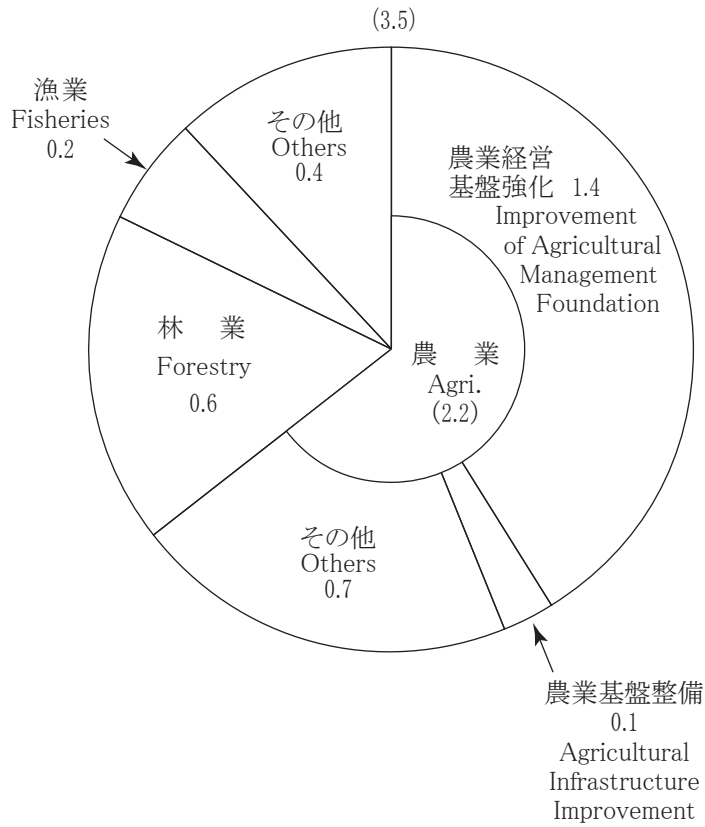 (3.5)
漁業
Fisheries
0.2
その他
Others
0.4
農業経営
基盤強化 1.4
Improvement
of Agricultural
Management
Foundation
林 業
Forestry
0.6
農 業
Agri.
(2.2)
その他
Others
0.7
農業基盤整備
0.1
Agricultural
Infrastructure
Improvement